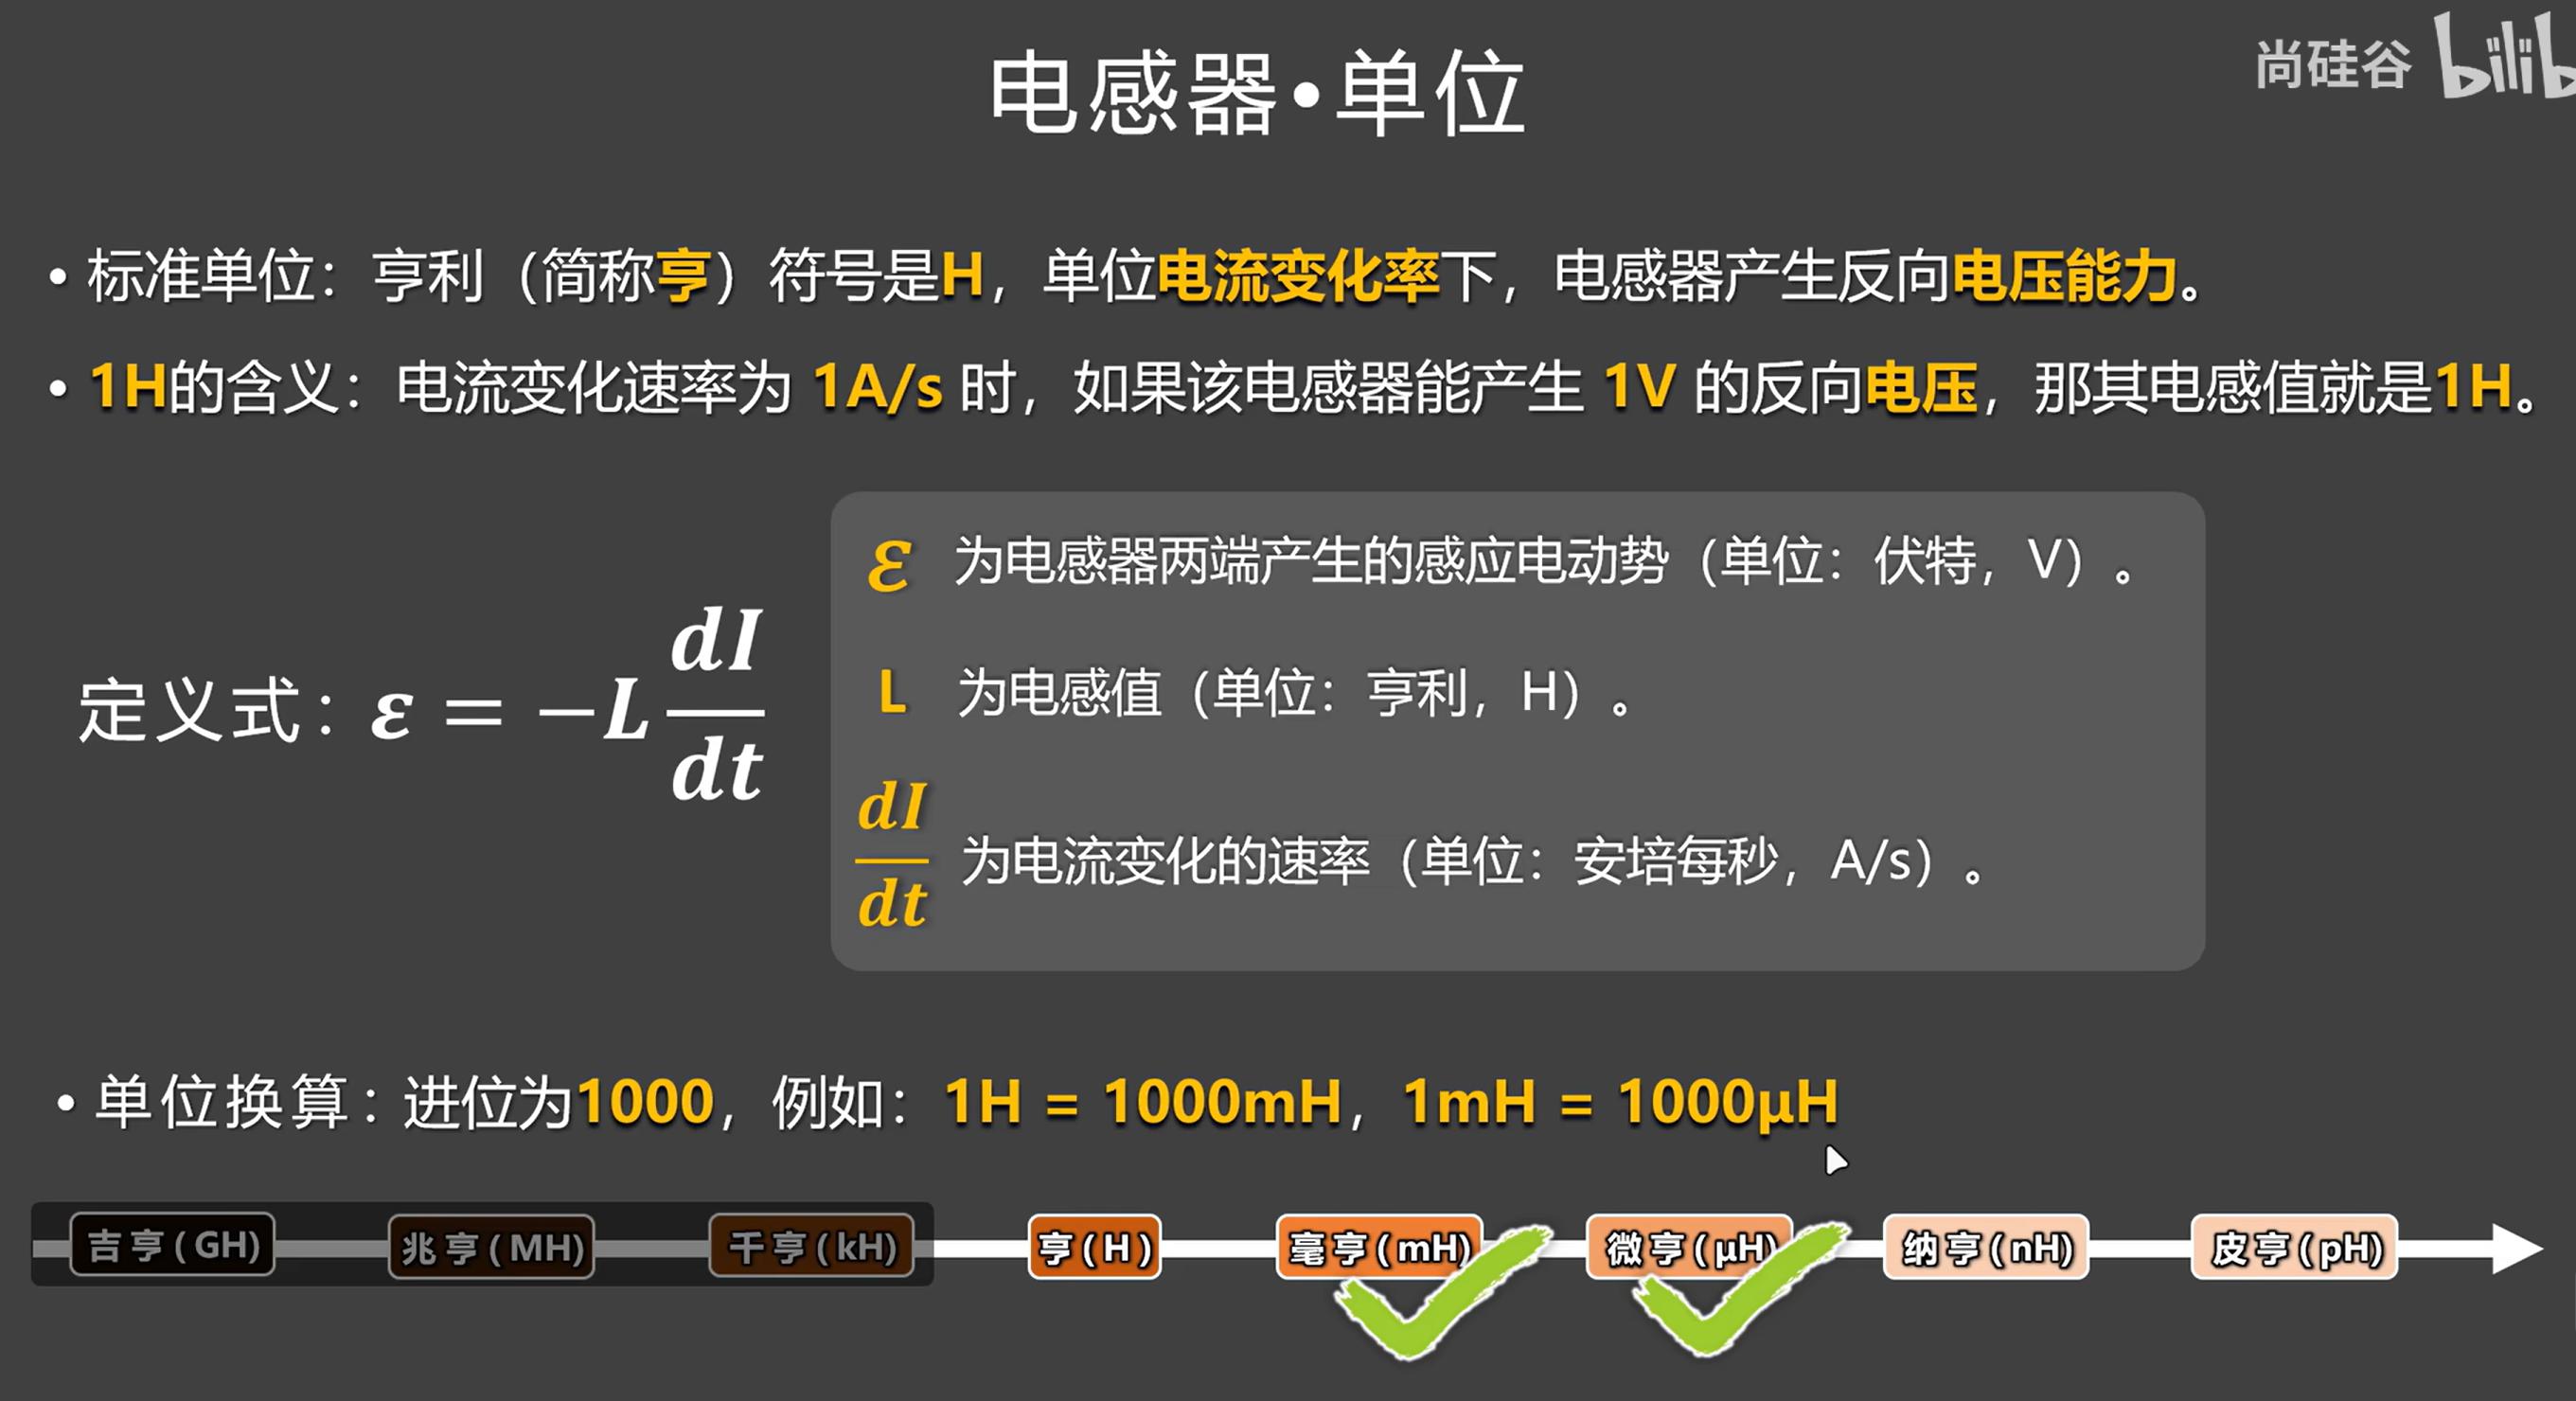 电感器•单位
尚硅谷 bilib
• 标准单位：亨利（简称亨）符号是H，单位电流变化率下，电感器产生反向电压能力。
• 1H的含义：电流变化速率为 1A/s 时，如果该电感器能产生 1V 的反向电压，那其电感值就是1H。
定义式：ε = −L dI/dt
ε 为电感器两端产生的感应电动势（单位：伏特，V）。
L 为电感值（单位：亨利，H）。
dI/dt 为电流变化的速率（单位：安培每秒，A/s）。
• 单位换算：进位为1000，例如：1H = 1000mH，1mH = 1000μH
吉亨(GH) 兆亨(MH) 千亨(kH) 亨(H) 毫亨(mH) 微亨(μH) 纳亨(nH) 皮亨(pH)